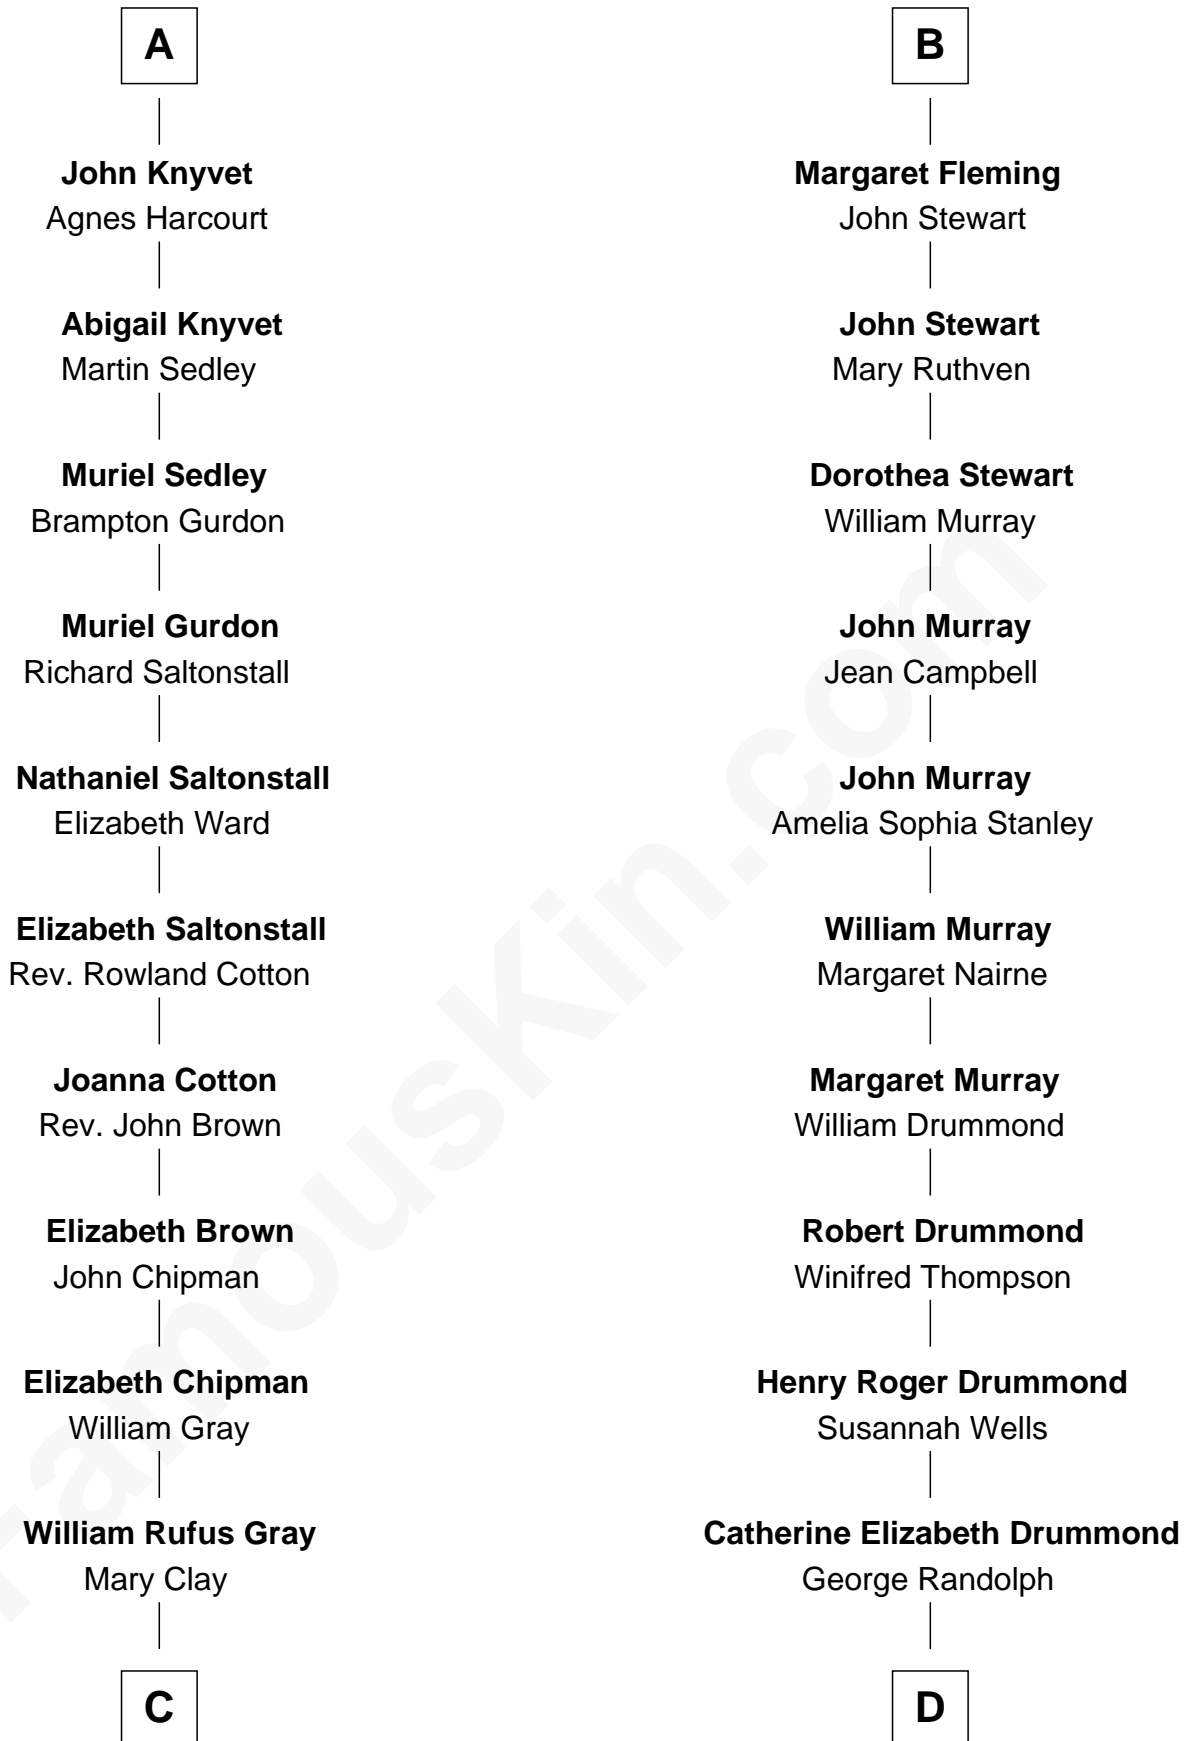 A
John Knyvet
Agnes Harcourt
Abigail Knyvet
Martin Sedley
Muriel Sedley
Brampton Gurdon
Muriel Gurdon
Richard Saltonstall
Nathaniel Saltonstall
Elizabeth Ward
Elizabeth Saltonstall
Rev. Rowland Cotton
Joanna Cotton
Rev. John Brown
Elizabeth Brown
John Chipman
Elizabeth Chipman
William Gray
William Rufus Gray
Mary Clay
C
B
Margaret Fleming
John Stewart
John Stewart
Mary Ruthven
Dorothea Stewart
William Murray
John Murray
Jean Campbell
John Murray
Amelia Sophia Stanley
William Murray
Margaret Nairne
Margaret Murray
William Drummond
Robert Drummond
Winifred Thompson
Henry Roger Drummond
Susannah Wells
Catherine Elizabeth Drummond
George Randolph
D
FamousKin.com